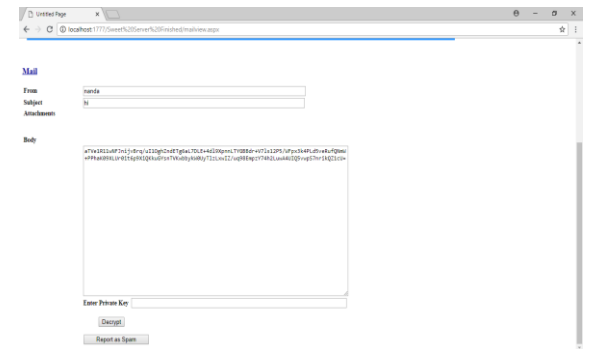 Untitled Page
localhost:1777/Sweet%20Server%20Finished/mailview.aspx
Mail
From nanda
Subject hi
Attachments
Body
Enter Private Key
Decrypt
Report as Spam